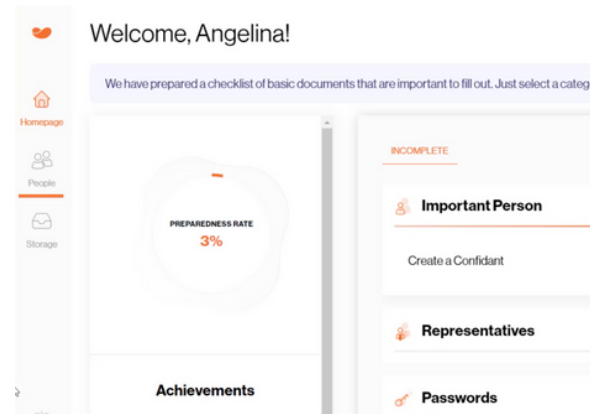 Welcome, Angelina!
We have prepared a checklist of basic documents that are important to fill out. Just select a categ
Homepage
People
Storage
PREPAREDNESS RATE
3%
Achievements
INCOMPLETE
Important Person
Create a Confidant
Representatives
Passwords